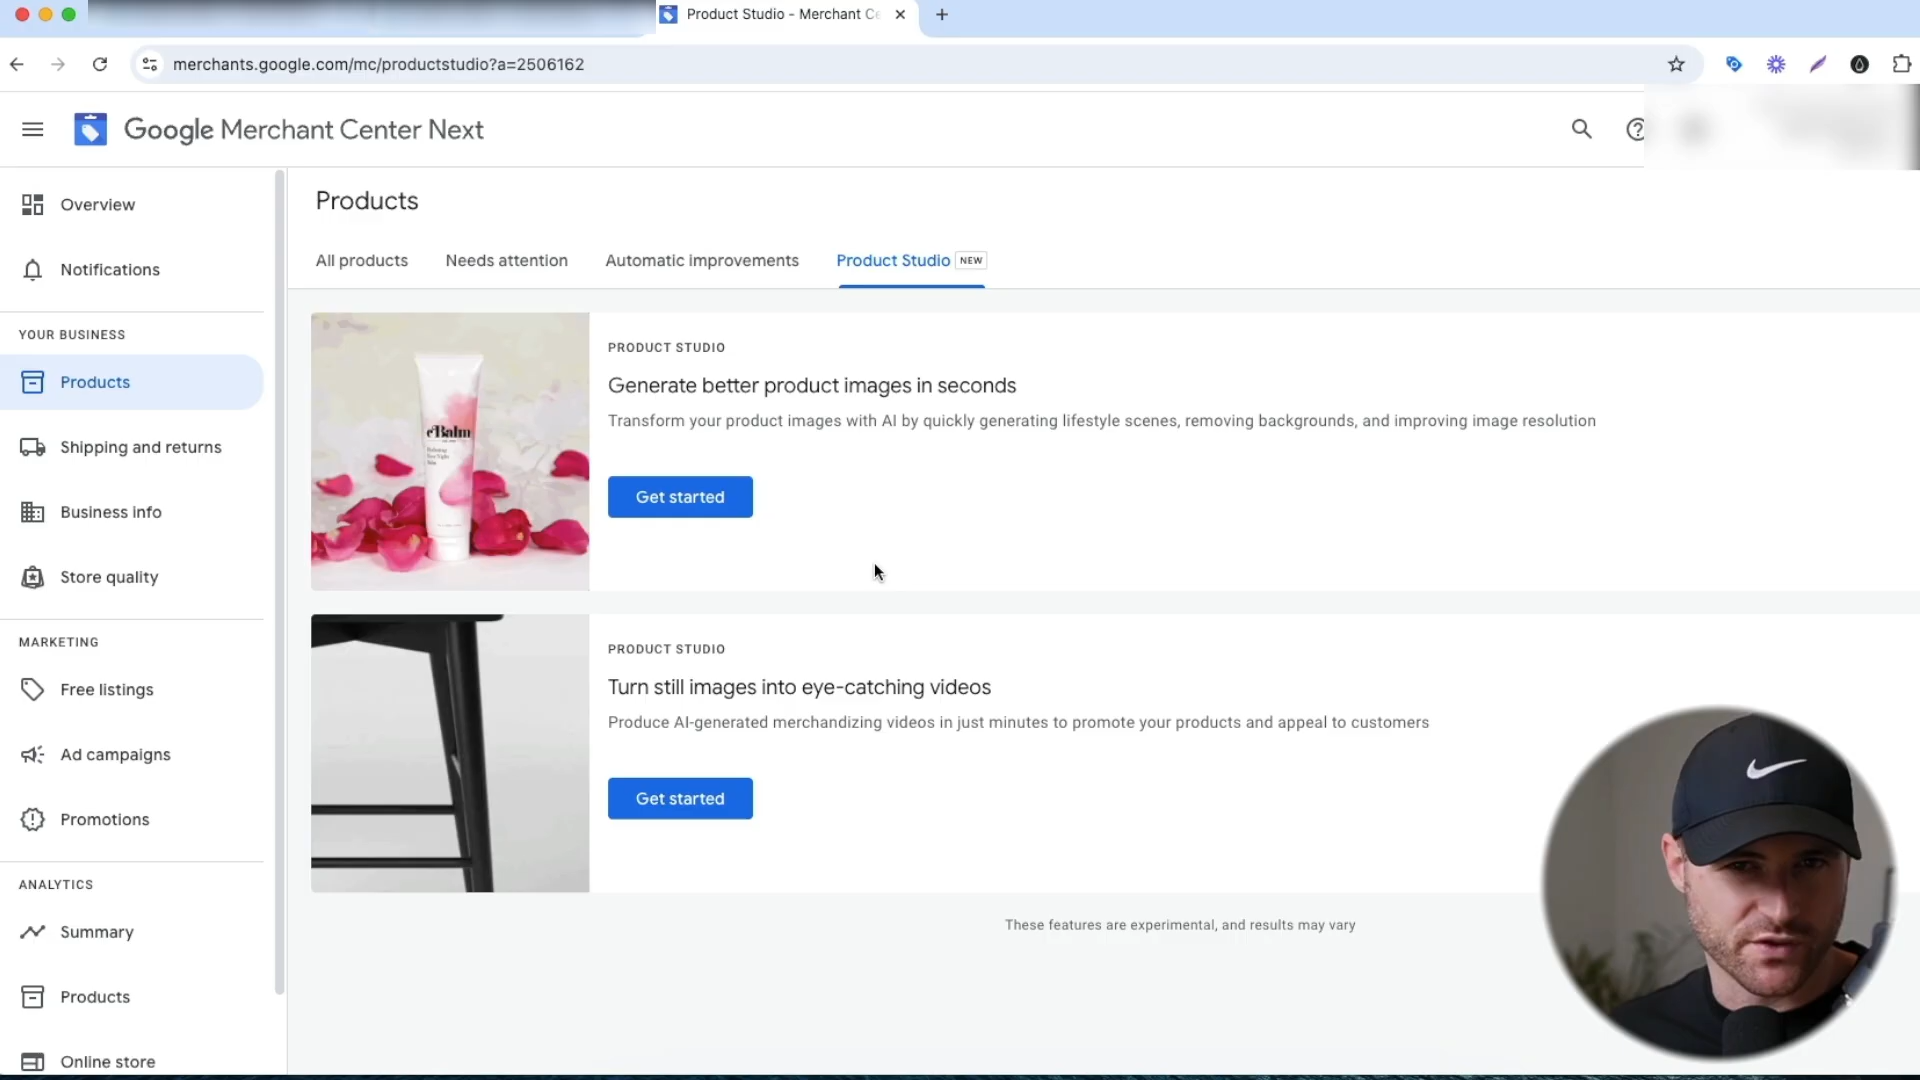 Product Studio - Merchant Ce
merchants.google.com/mc/productstudio?a=2506162
Google Merchant Center Next
Overview
Notifications
YOUR BUSINESS
Products
Shipping and returns
Business info
Store quality
MARKETING
Free listings
Ad campaigns
Promotions
ANALYTICS
Summary
Products
Online store
Products
All products Needs attention Automatic improvements Product Studio NEW
PRODUCT STUDIO
Generate better product images in seconds
Transform your product images with AI by quickly generating lifestyle scenes, removing backgrounds, and improving image resolution
Get started
PRODUCT STUDIO
Turn still images into eye-catching videos
Produce AI-generated merchandizing videos in just minutes to promote your products and appeal to customers
Get started
These features are experimental, and results may vary